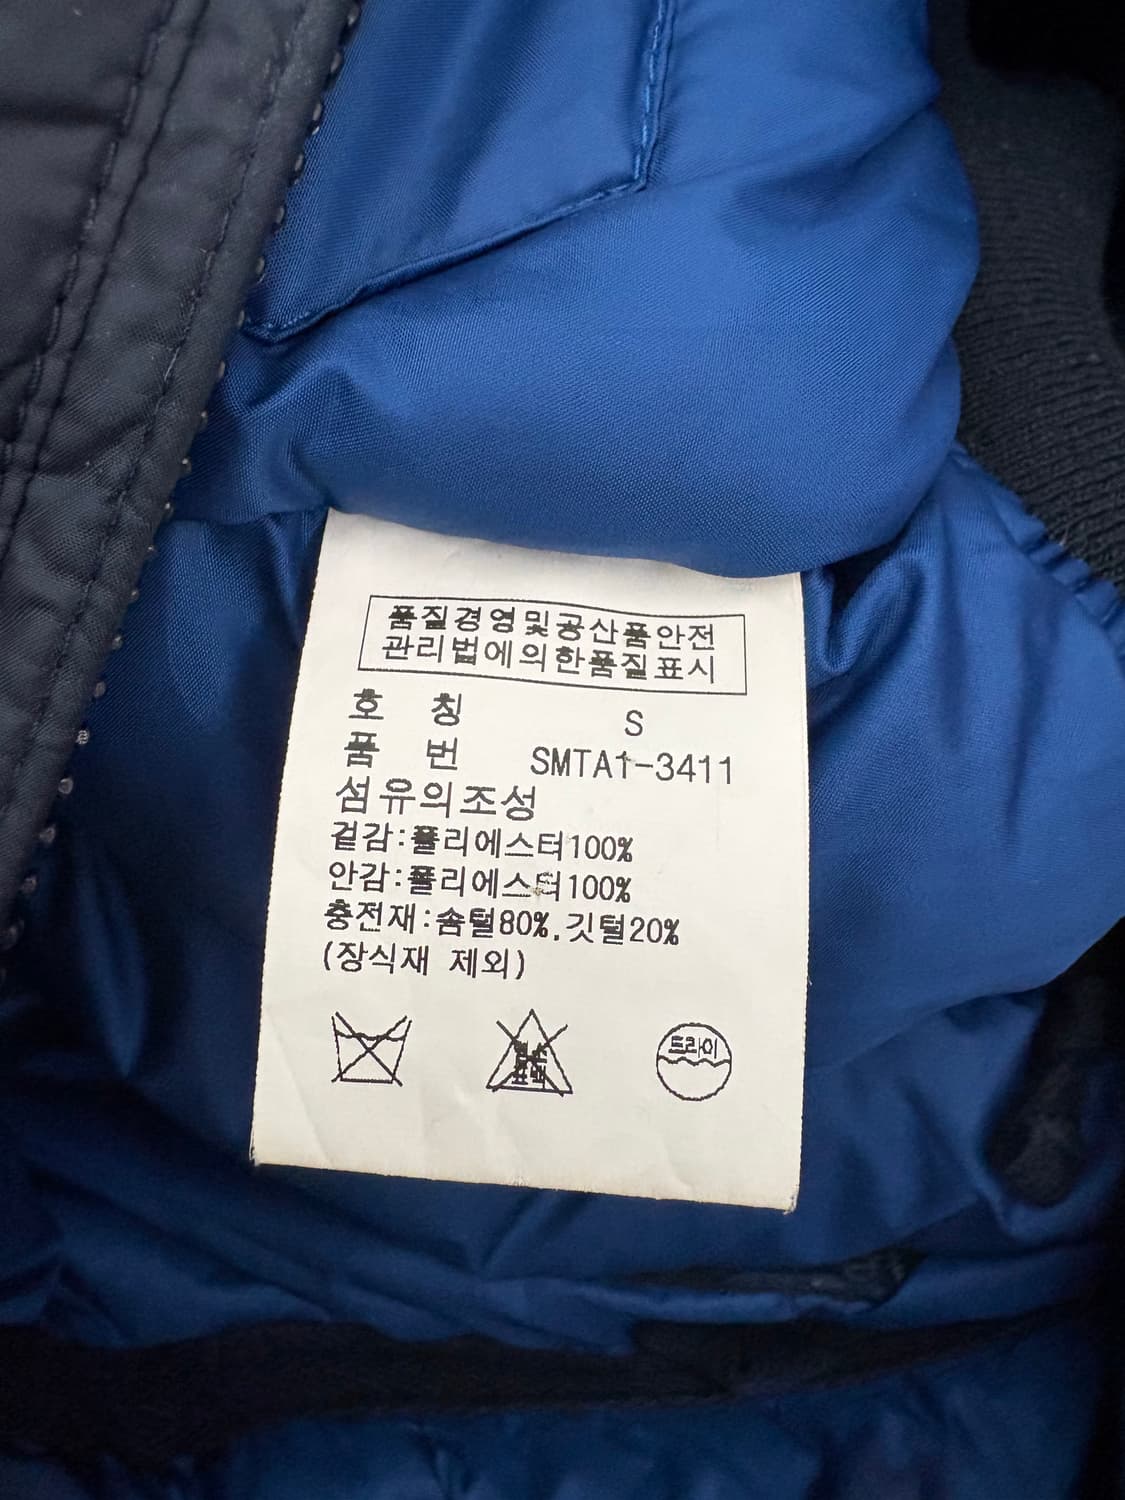 품질경영및공산품안전
관리법에의한품질표시
호 칭 S
품 번 SMTA1-3411
섬유의조성
겉감:폴리에스터100%
안감:폴리에스터100%
충전재:솜털80%,깃털20%
(장식재 제외)
드라이